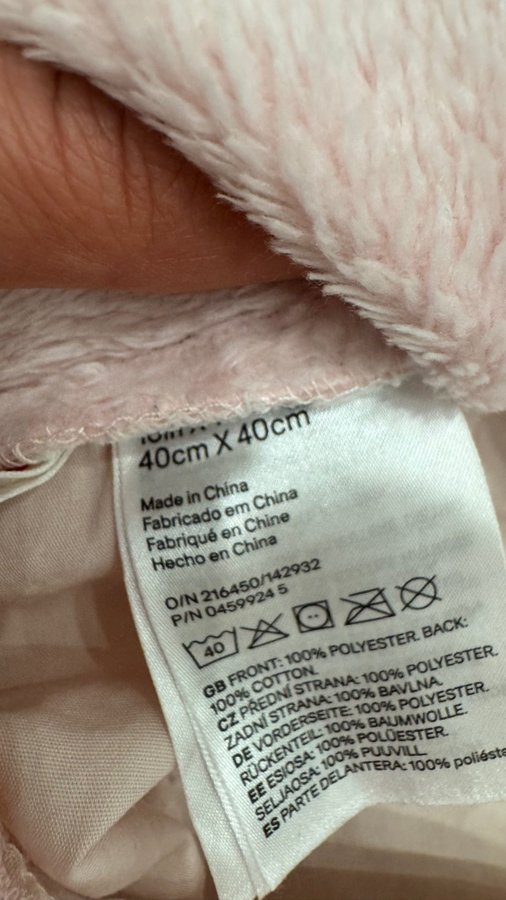 40cm X 40cm
Made in China
Fabricado em China
Fabriqué en Chine
Hecho en China
O/N 216450/142932
P/N 0459924 5
40
GB FRONT: 100% POLYESTER. BACK:
100% COTTON.
CZ PŘEDNÍ STRANA: 100% POLYESTER.
ZADNÍ STRANA: 100% BAVLNA.
DE VORDERSEITE: 100% POLYESTER.
RÜCKENTEIL: 100% BAUMWOLLE.
EE ESIOSA: 100% POLÜESTER.
SELJAOSA: 100% PUUVILL.
ES PARTE DELANTERA: 100% poliéste